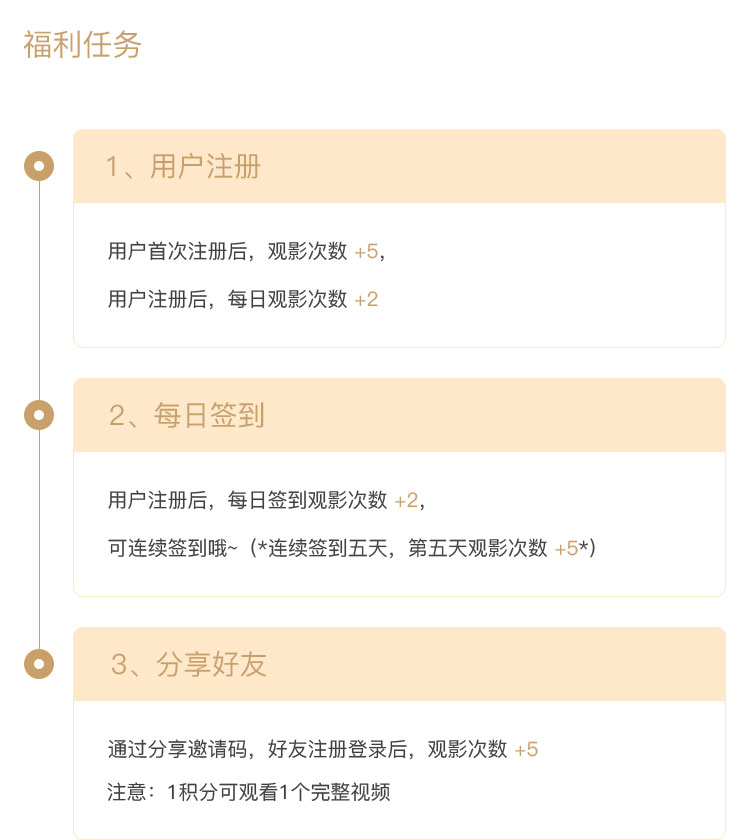 福利任务
1、用户注册
用户首次注册后，观影次数 +5，
用户注册后，每日观影次数 +2
2、每日签到
用户注册后，每日签到观影次数 +2，
可连续签到哦~（*连续签到五天，第五天观影次数 +5*）
3、分享好友
通过分享邀请码，好友注册登录后，观影次数 +5
注意：1积分可观看1个完整视频